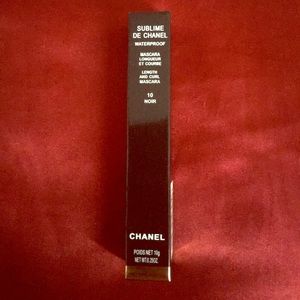 SUBLIME
DE CHANEL
WATERPROOF
MASCARA
LONGUEUR
ET COURBE
LENGTH
AND CURL
MASCARA
10
NOIR
CHANEL
POIDS NET 10g
NET WT. 0.20OZ.